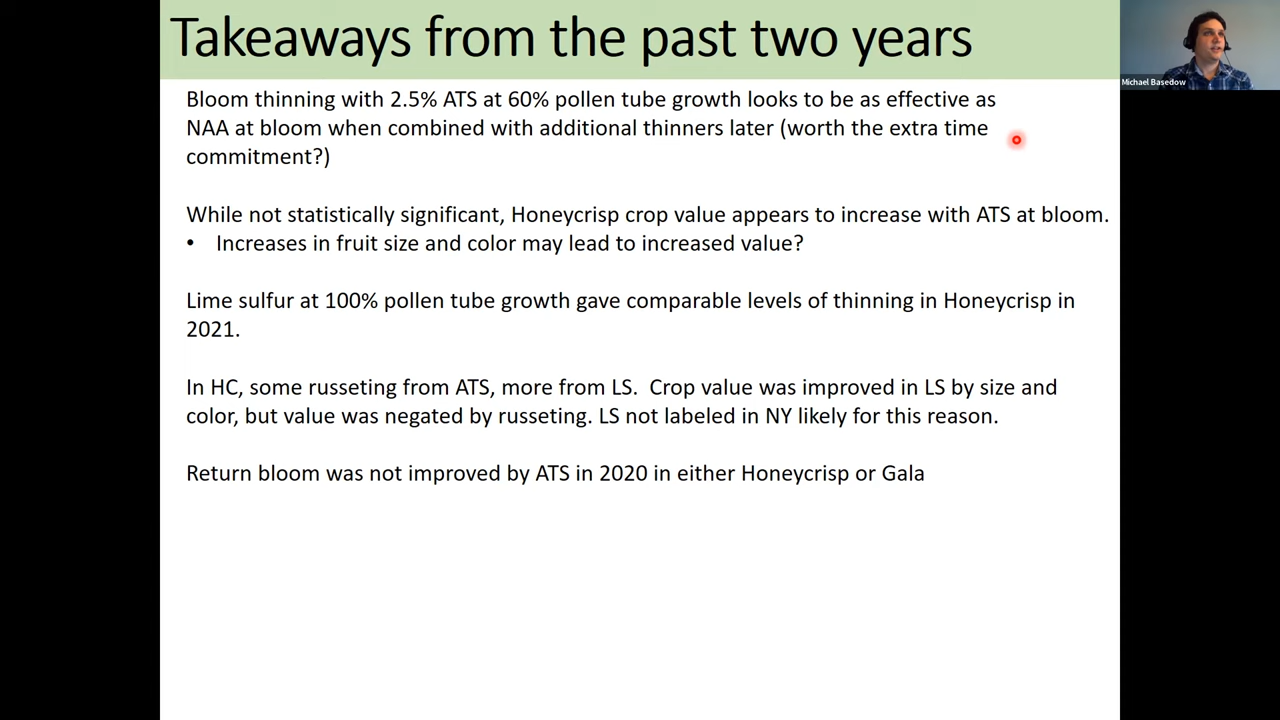 Takeaways from the past two years
Michael Basedow
Bloom thinning with 2.5% ATS at 60% pollen tube growth looks to be as effective as
NAA at bloom when combined with additional thinners later (worth the extra time
commitment?)
While not statistically significant, Honeycrisp crop value appears to increase with ATS at bloom.
• Increases in fruit size and color may lead to increased value?
Lime sulfur at 100% pollen tube growth gave comparable levels of thinning in Honeycrisp in
2021.
In HC, some russeting from ATS, more from LS.  Crop value was improved in LS by size and
color, but value was negated by russeting. LS not labeled in NY likely for this reason.
Return bloom was not improved by ATS in 2020 in either Honeycrisp or Gala